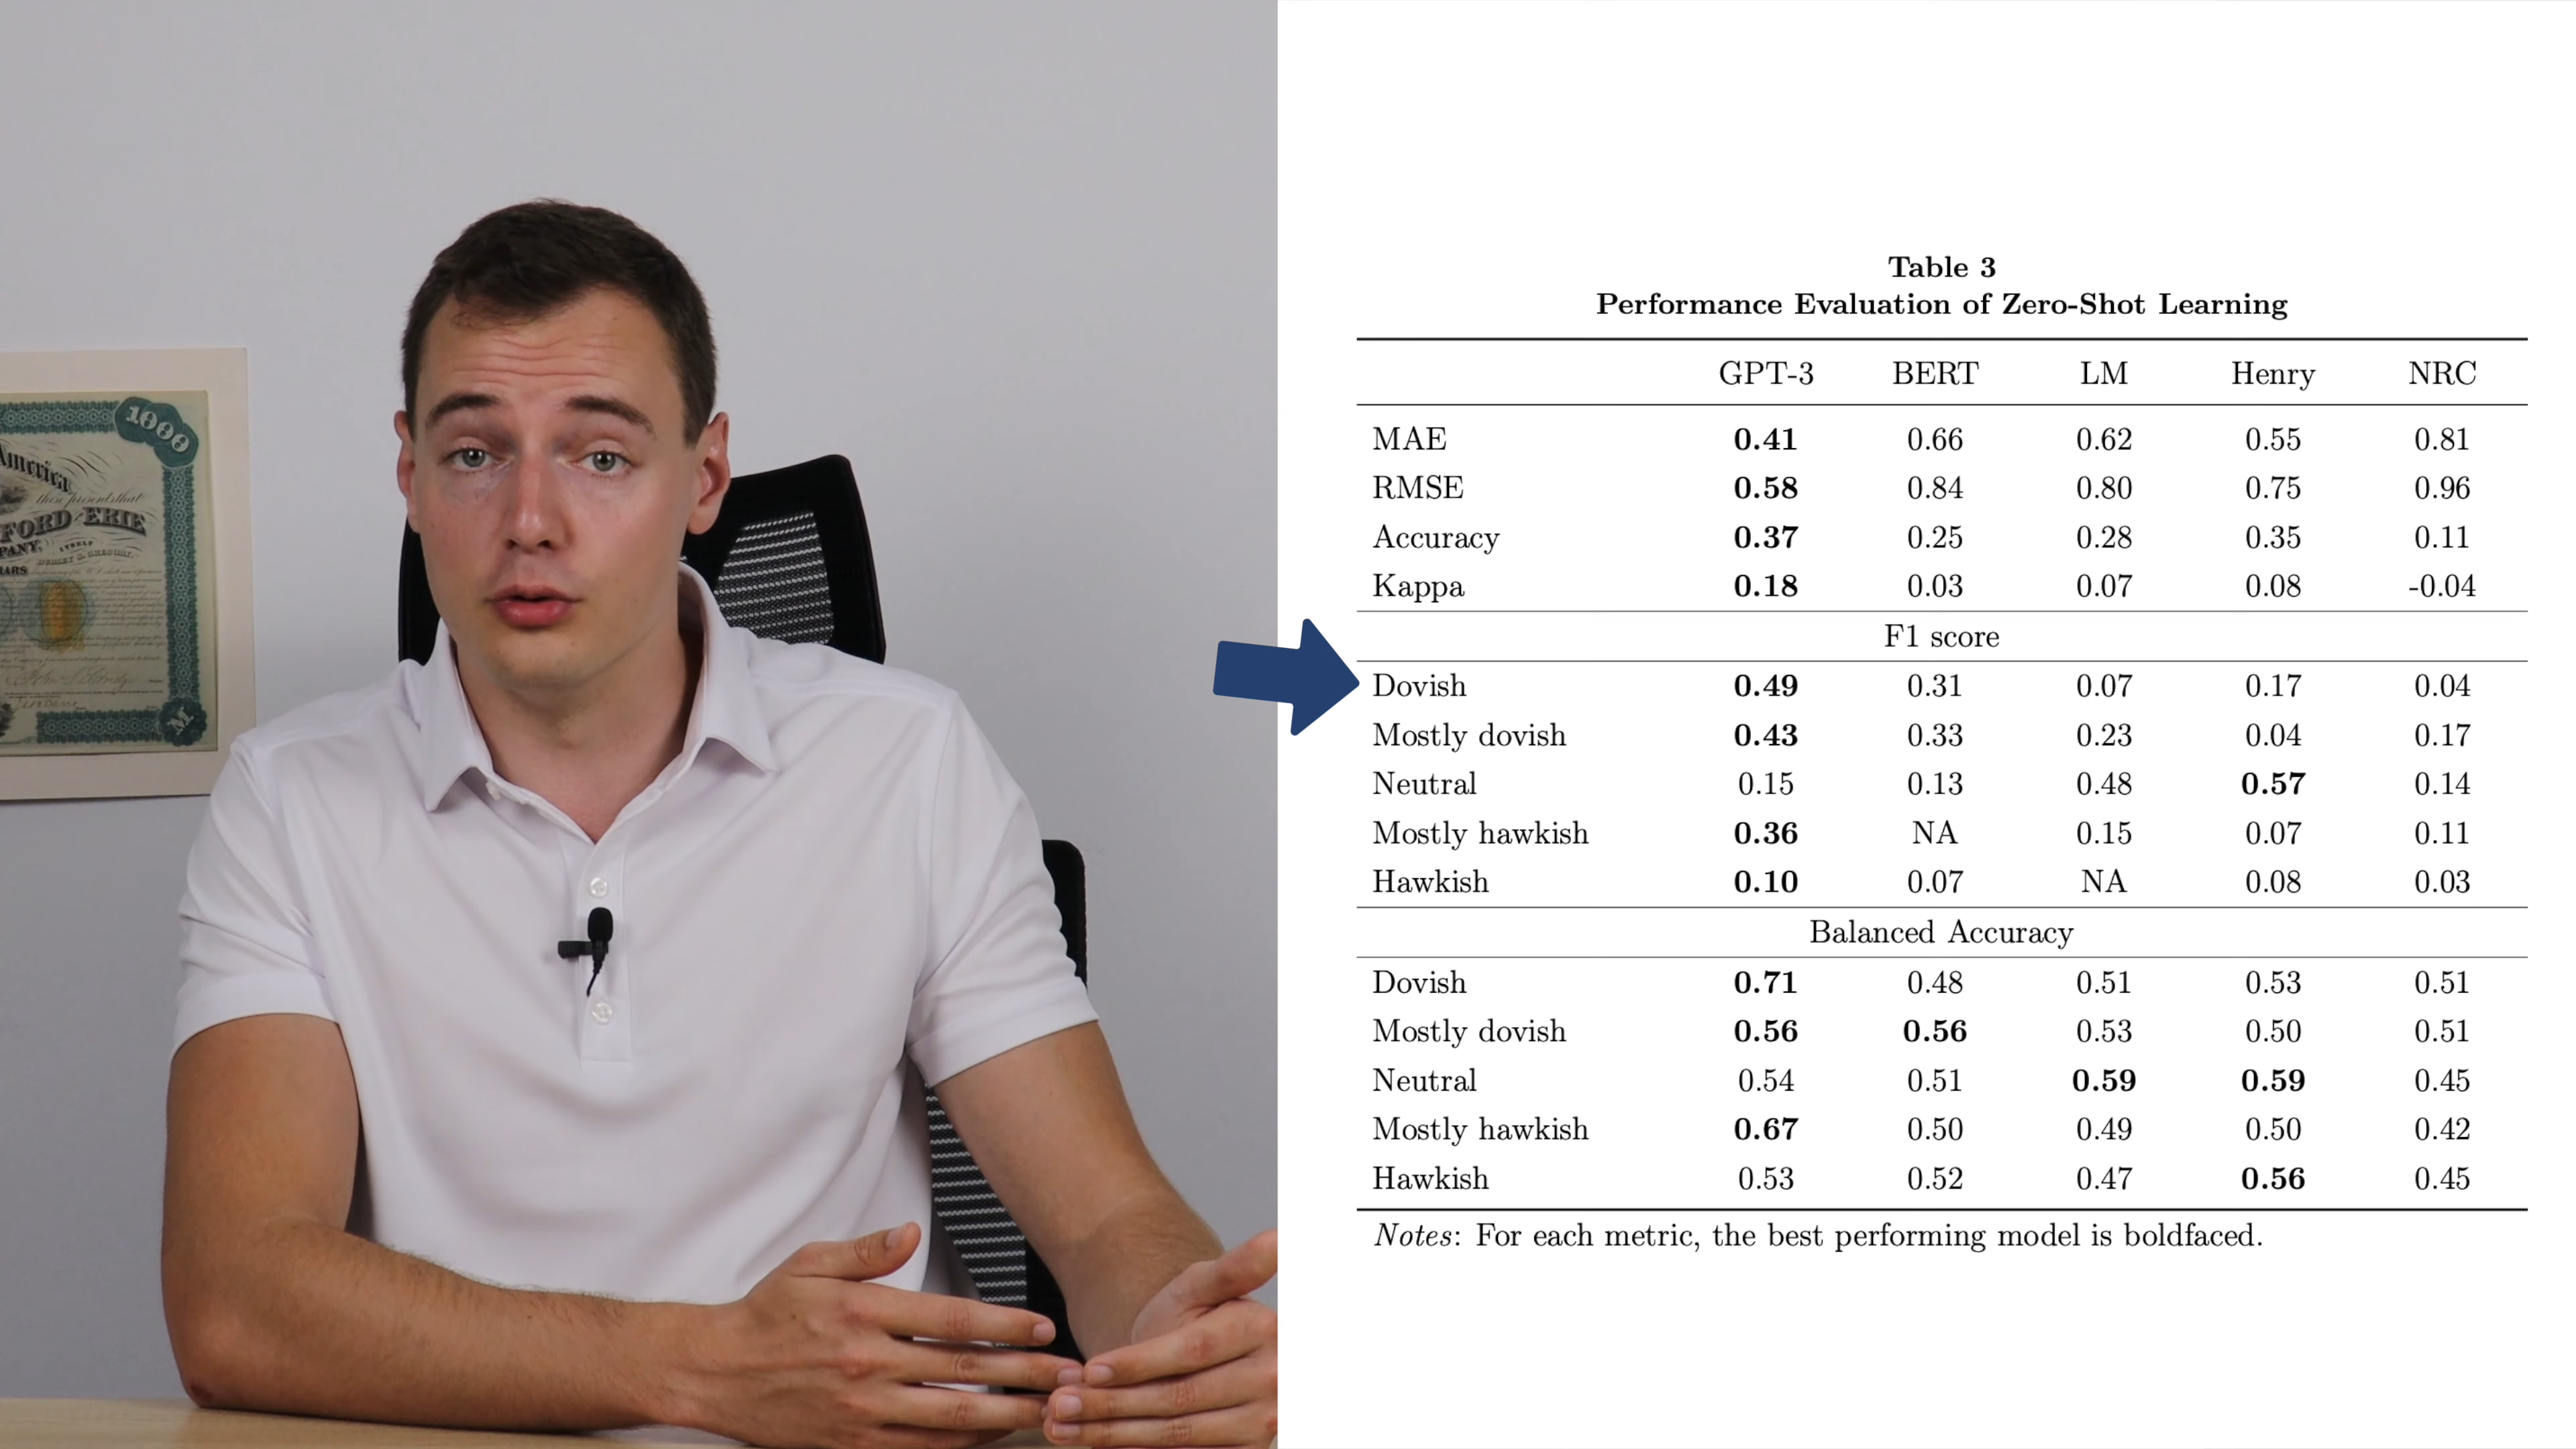 1000
America
then presents that
FORD ERIE
PANY,
ARS
M
Table 3
Performance Evaluation of Zero-Shot Learning
GPT-3 BERT LM Henry NRC
MAE 0.41 0.66 0.62 0.55 0.81
RMSE 0.58 0.84 0.80 0.75 0.96
Accuracy 0.37 0.25 0.28 0.35 0.11
Kappa 0.18 0.03 0.07 0.08 -0.04
F1 score
Dovish 0.49 0.31 0.07 0.17 0.04
Mostly dovish 0.43 0.33 0.23 0.04 0.17
Neutral 0.15 0.13 0.48 0.57 0.14
Mostly hawkish 0.36 NA 0.15 0.07 0.11
Hawkish 0.10 0.07 NA 0.08 0.03
Balanced Accuracy
Dovish 0.71 0.48 0.51 0.53 0.51
Mostly dovish 0.56 0.56 0.53 0.50 0.51
Neutral 0.54 0.51 0.59 0.59 0.45
Mostly hawkish 0.67 0.50 0.49 0.50 0.42
Hawkish 0.53 0.52 0.47 0.56 0.45
Notes: For each metric, the best performing model is boldfaced.